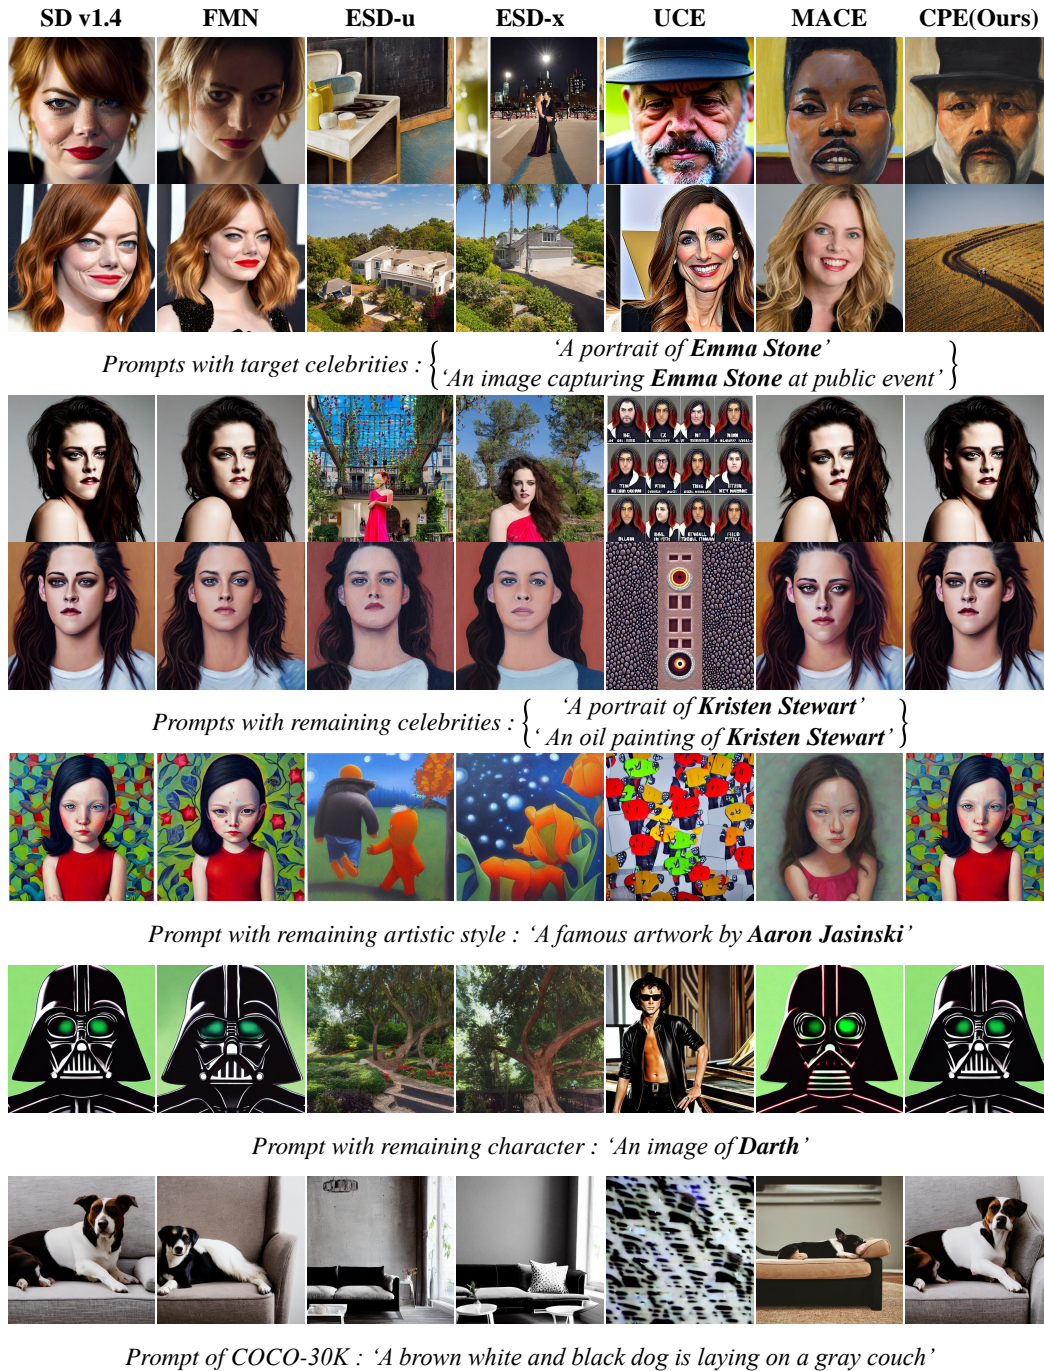 SD v1.4 FMN ESD-u ESD-x UCE MACE CPE(Ours)
Prompts with target celebrities : { 'A portrait of Emma Stone'
'An image capturing Emma Stone at public event' }
Prompts with remaining celebrities : { 'A portrait of Kristen Stewart'
' An oil painting of Kristen Stewart' }
Prompt with remaining artistic style : 'A famous artwork by Aaron Jasinski'
Prompt with remaining character : 'An image of Darth'
Prompt of COCO-30K : 'A brown white and black dog is laying on a gray couch'